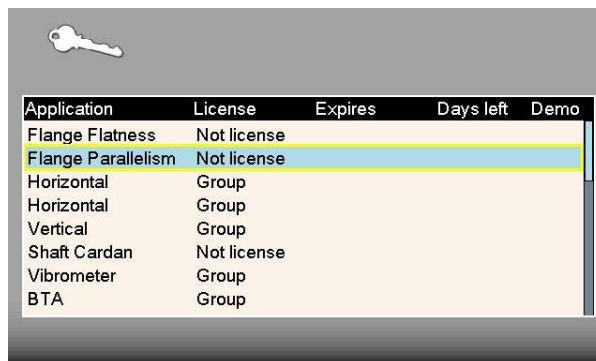 Application License Expires Days left Demo
Flange Flatness Not license
Flange Parallelism Not license
Horizontal Group
Horizontal Group
Vertical Group
Shaft Cardan Not license
Vibrometer Group
BTA Group